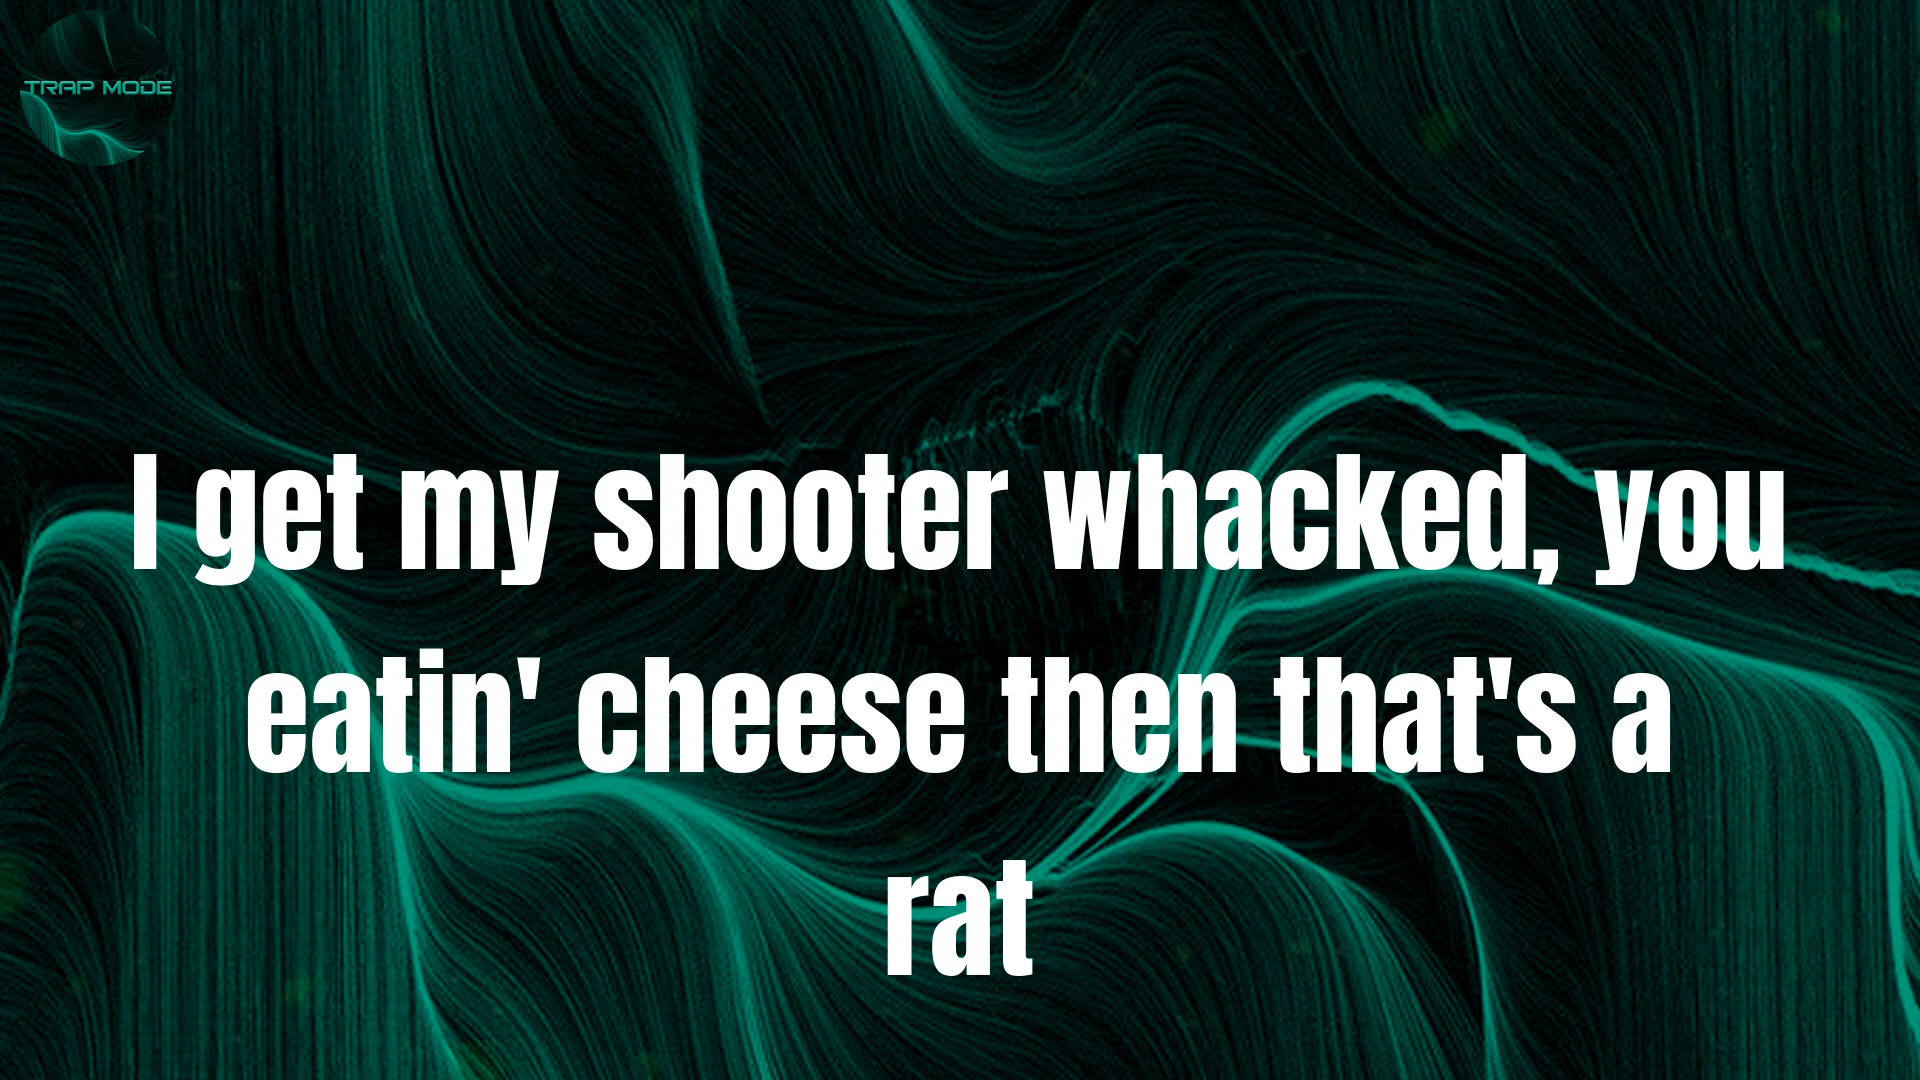 TRAP MODE
I get my shooter whacked, you
eatin' cheese then that's a
rat